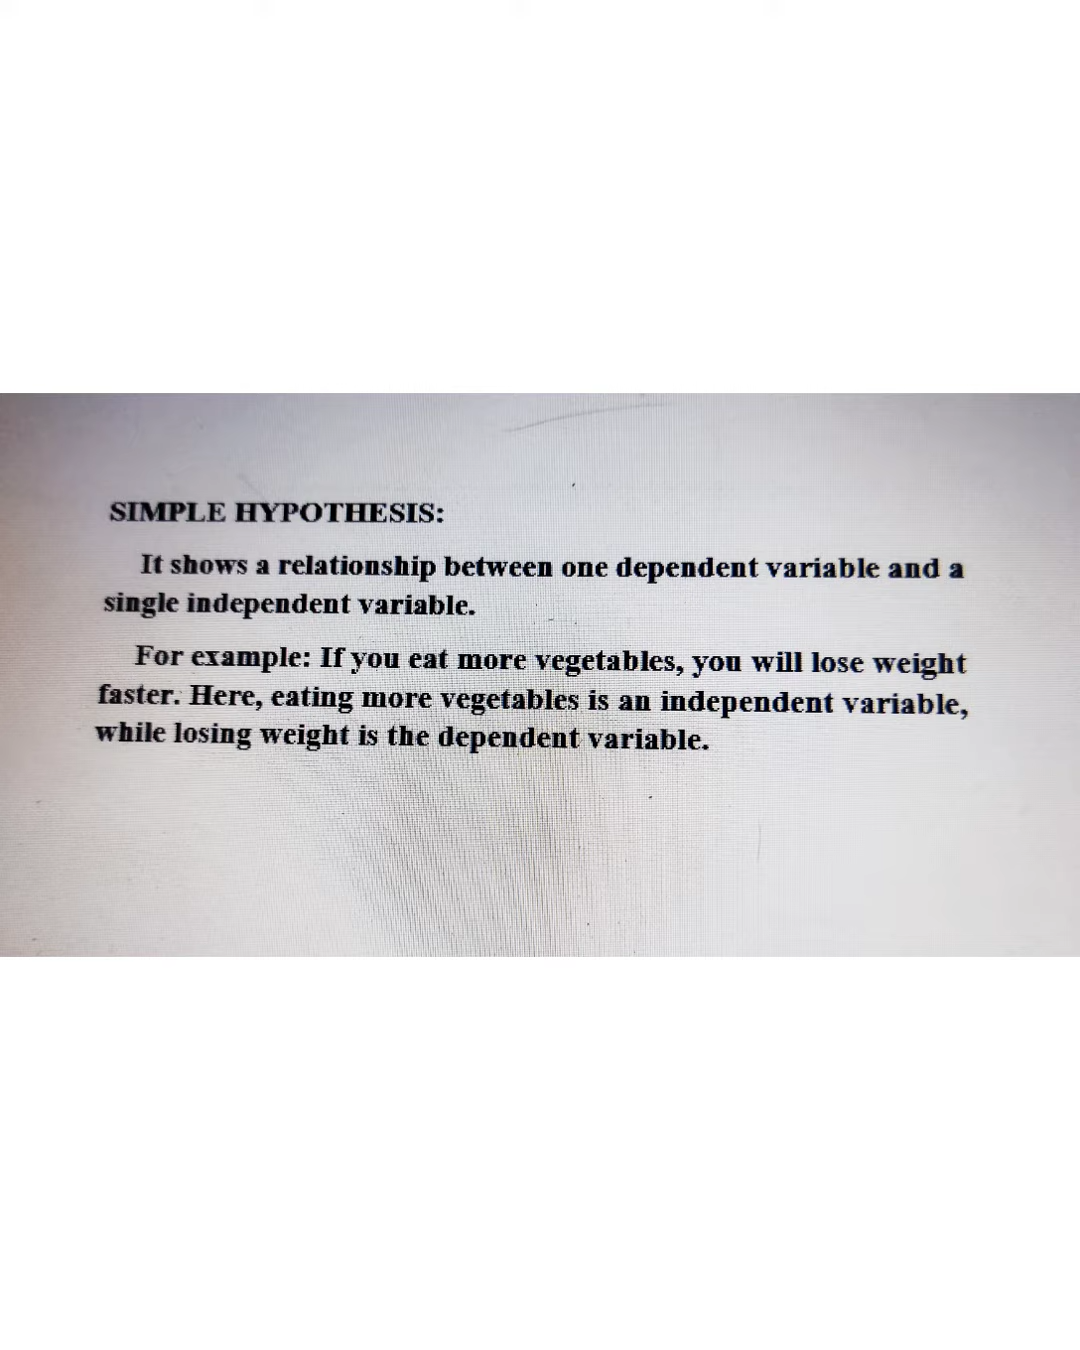 SIMPLE HYPOTHESIS:
It shows a relationship between one dependent variable and a
single independent variable.
For example: If you eat more vegetables, you will lose weight
faster. Here, eating more vegetables is an independent variable,
while losing weight is the dependent variable.